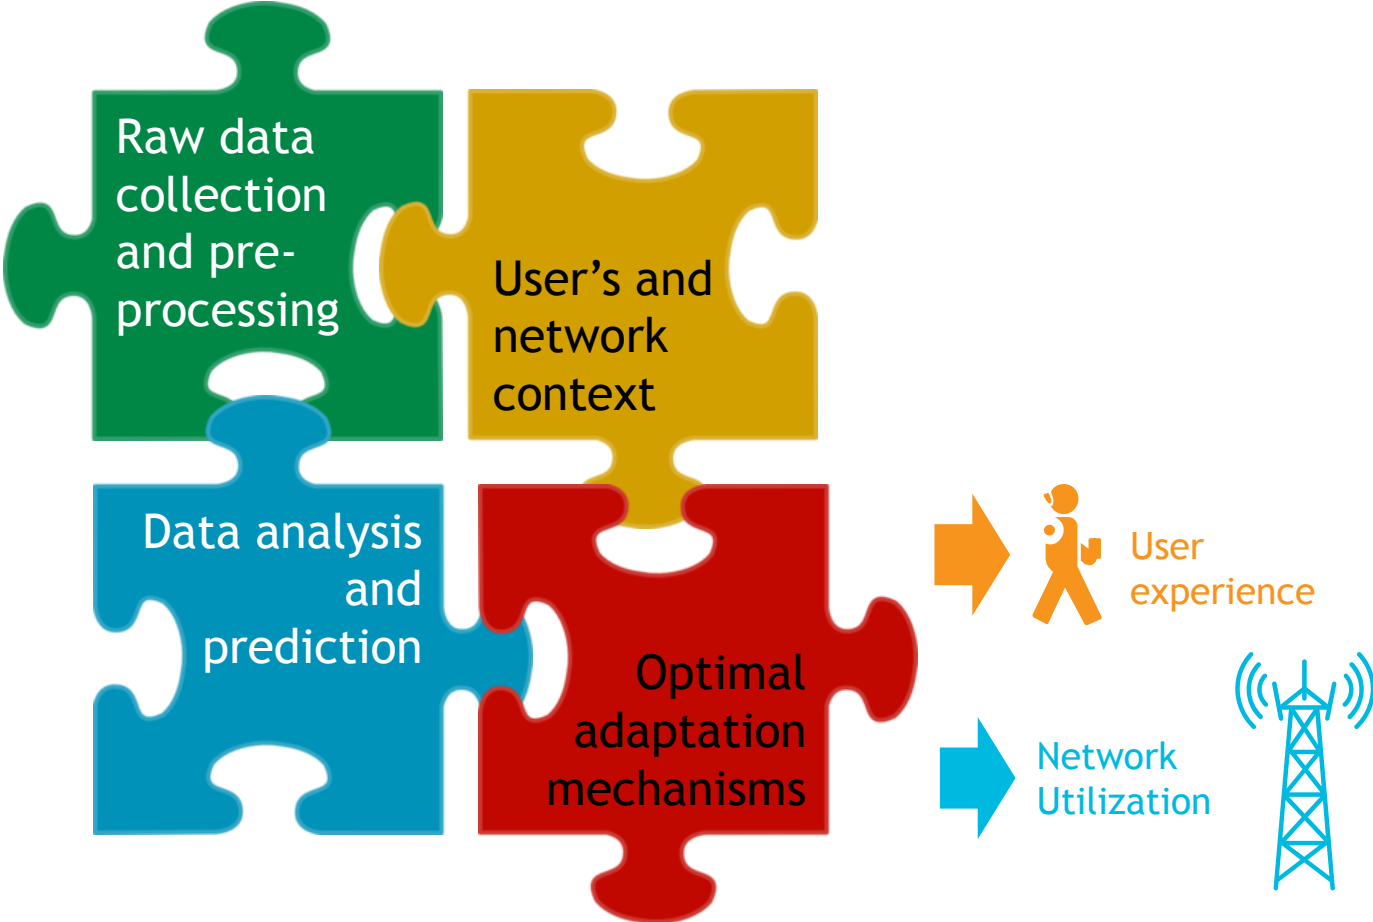 Raw data
collection
and pre-
processing
User’s and
network
context
Data analysis
and
prediction
Optimal
adaptation
mechanisms
User
experience
Network
Utilization